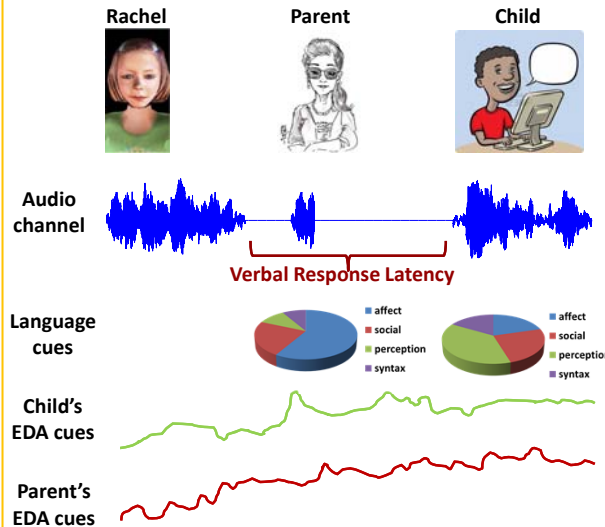 Rachel
Parent
Child
Audio
channel
Verbal Response Latency
Language
cues
affect
social
perception
syntax
affect
social
perception
syntax
Child's
EDA cues
Parent's
EDA cues